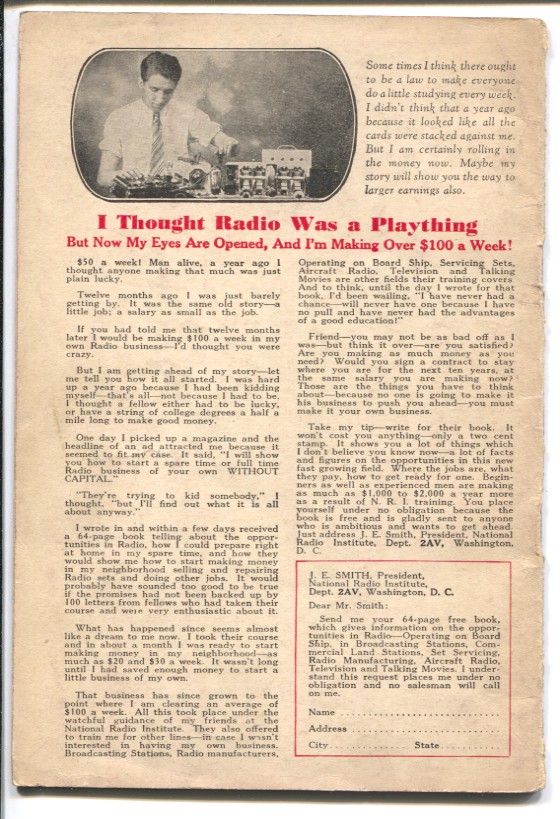 Some times I think there ought
to be a law to make everyone
do a little studying every week.
I didn't think that a year ago
because it looked like all the
cards were stacked against me.
But I am certainly rolling in
the money now. Maybe my
story will show you the way to
larger earnings also.
I Thought Radio Was a Plaything
But Now My Eyes Are Opened, And I'm Making Over $100 a Week!
$50 a week! Man alive, a year ago I
thought anyone making that much was just
plain lucky.
Twelve months ago I was just barely
getting by. It was the same old story—a
little job; a salary as small as the job.
If you had told me that twelve months
later I would be making $100 a week in my
own Radio business—I'd thought you were
crazy.
But I am getting ahead of my story—let
me tell you how it all started. I was hard
up a year ago because I had been kidding
myself—that's all—not because I had to be.
I thought a fellow either had to be lucky,
or have a string of college degrees a half a
mile long to make good money.
One day I picked up a magazine and the
headline of an ad attracted me because it
seemed to fit my case. It said, "I will show
you how to start a spare time or full time
Radio business of your own WITHOUT
CAPITAL."
"They're trying to kid somebody," I
thought, "but I'll find out what it is all
about anyway."
I wrote in and within a few days received
a 64-page book telling about the oppor-
tunities in Radio, how I could prepare right
at home in my spare time, and how they
would show me how to start making money
in my neighborhood selling and repairing
Radio sets and doing other jobs. It would
probably have sounded too good to be true
if the promises had not been backed up by
100 letters from fellows who had taken their
course and were very enthusiastic about it.
What has happened since seems almost
like a dream to me now. I took their course
and in about a month I was ready to start
making money in my neighborhood—as
much as $20 and $30 a week. It wasn't long
until I had saved enough money to start a
little business of my own.
That business has since grown to the
point where I am clearing an average of
$100 a week. All this took place under the
watchful guidance of my friends at the
National Radio Institute. They also offered
to train me for other lines—in case I wasn't
interested in having my own business.
Broadcasting Stations, Radio manufacturers,
Operating on Board Ship, Servicing Sets,
Aircraft Radio, Television and Talking
Movies are other fields their training covers
And to think, until the day I wrote for that
book, I'd been wailing, "I have never had a
chance—will never have one because I have
no pull and have never had the advantages
of a good education!"
Friend—you may not be as bad off as I
was—but think it over—are you satisfied?
Are you making as much money as you
need? Would you sign a contract to stay
where you are for the next ten years, at
the same salary you are making now?
Those are the things you have to think
about—because no one is going to make it
his business to push you ahead—you must
make it your own business.
Take my tip—write for their book. It
won't cost you anything—only a two cent
stamp. It shows you a lot of things which
I don't believe you know now—a lot of facts
and figures on the opportunities in this new
fast growing field. Where the jobs are, what
they pay, how to get ready for one. Begin-
ners as well as experienced men are making
as much as $1,000 to $2,000 a year more
as a result of N. R. I. training. You place
yourself under no obligation because the
book is free and is gladly sent to anyone
who is ambitious and wants to get ahead.
Just address J. E. Smith, President, National
Radio Institute, Dept. 2AV, Washington,
D. C.
J. E. SMITH, President,
National Radio Institute,
Dept. 2AV, Washington, D. C.
Dear Mr. Smith:
Send me your 64-page free book,
which gives information on the oppor-
tunities in Radio—Operating on Board
Ship, in Broadcasting Stations, Com-
mercial Land Stations, Set Servicing,
Radio Manufacturing, Aircraft Radio,
Television and Talking Movies. I under-
stand this request places me under no
obligation and no salesman will call
on me.
Name
Address
City State